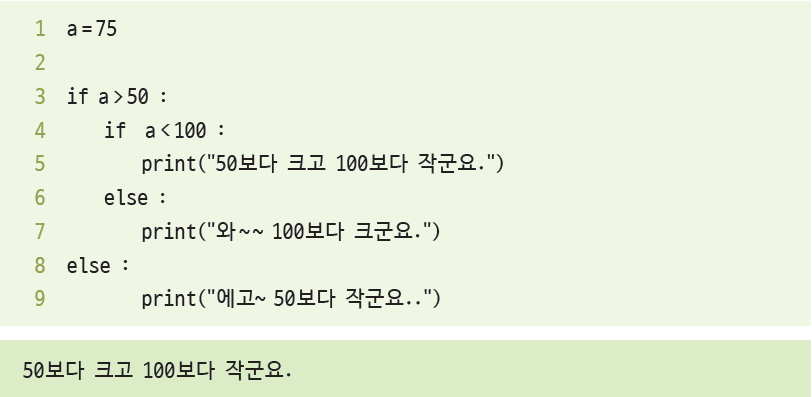 1 a=75
2
3 if a>50 :
4 if a<100 :
5 print("50보다 크고 100보다 작군요.")
6 else :
7 print("와~~ 100보다 크군요.")
8 else :
9 print("에고~ 50보다 작군요..")
50보다 크고 100보다 작군요.